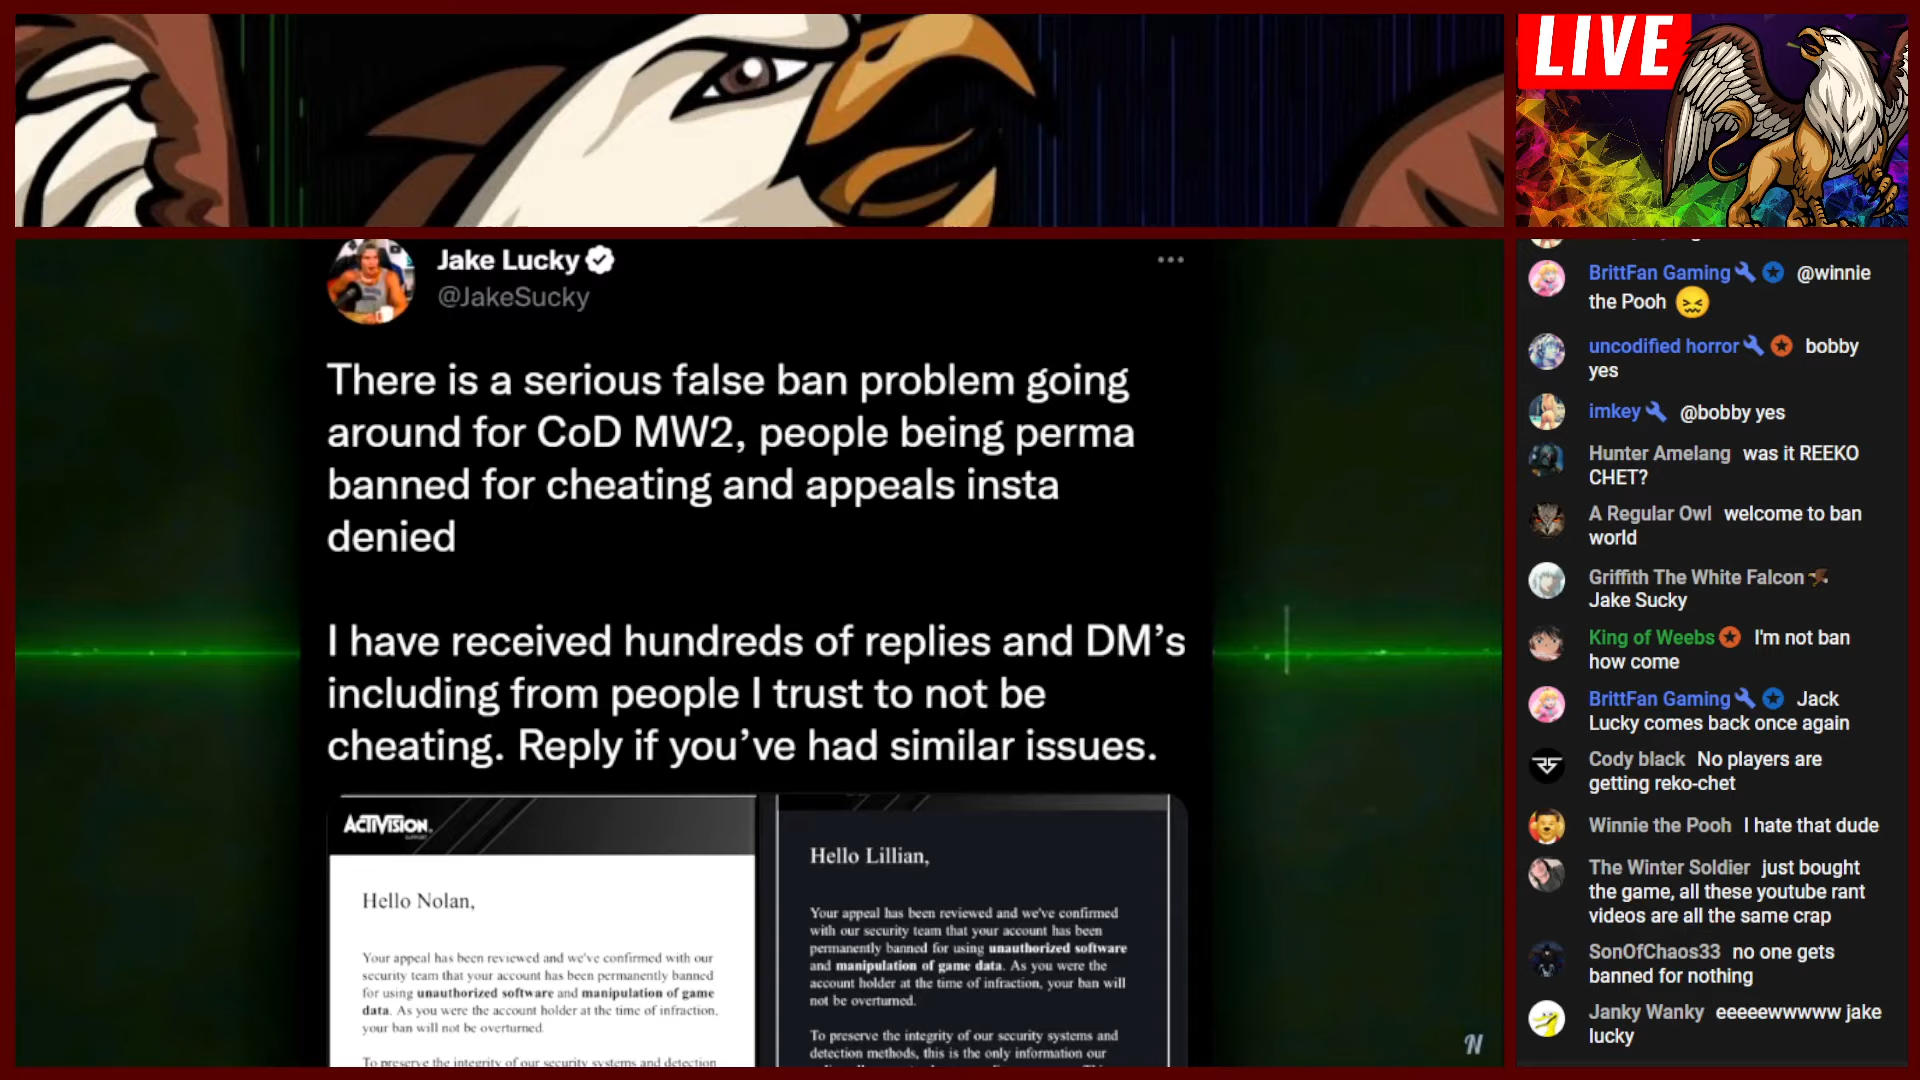 LIVE
Jake Lucky
@JakeSucky
There is a serious false ban problem going
around for CoD MW2, people being perma
banned for cheating and appeals insta
denied
I have received hundreds of replies and DM’s
including from people I trust to not be
cheating. Reply if you’ve had similar issues.
ACTIVISION
SUPPORT
Hello Nolan,
Your appeal has been reviewed and we've confirmed with our
security team that your account has been permanently banned
for using unauthorized software and manipulation of game
data. As you were the account holder at the time of infraction,
your ban will not be overturned.
To preserve the integrity of our security systems and detection
Hello Lillian,
Your appeal has been reviewed and we've confirmed
with our security team that your account has been
permanently banned for using unauthorized software
and manipulation of game data. As you were the
account holder at the time of infraction, your ban will
not be overturned.
To preserve the integrity of our security systems and
detection methods, this is the only information our
N
BrittFan Gaming @winnie
the Pooh
uncodified horror bobby
yes
imkey @bobby yes
Hunter Amelang was it REEKO
CHET?
A Regular Owl welcome to ban
world
Griffith The White Falcon
Jake Sucky
King of Weebs I'm not ban
how come
BrittFan Gaming Jack
Lucky comes back once again
Cody black No players are
getting reko-chet
Winnie the Pooh I hate that dude
The Winter Soldier just bought
the game, all these youtube rant
videos are all the same crap
SonOfChaos33 no one gets
banned for nothing
Janky Wanky eeeeewwwww jake
lucky